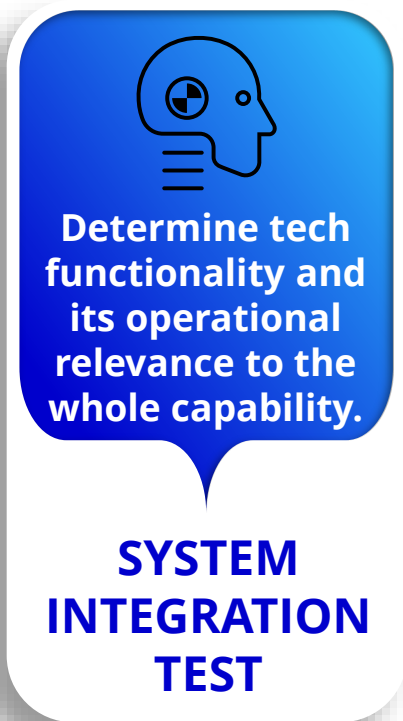 Determine tech
functionality and
its operational
relevance to the
whole capability.
SYSTEM
INTEGRATION
TEST